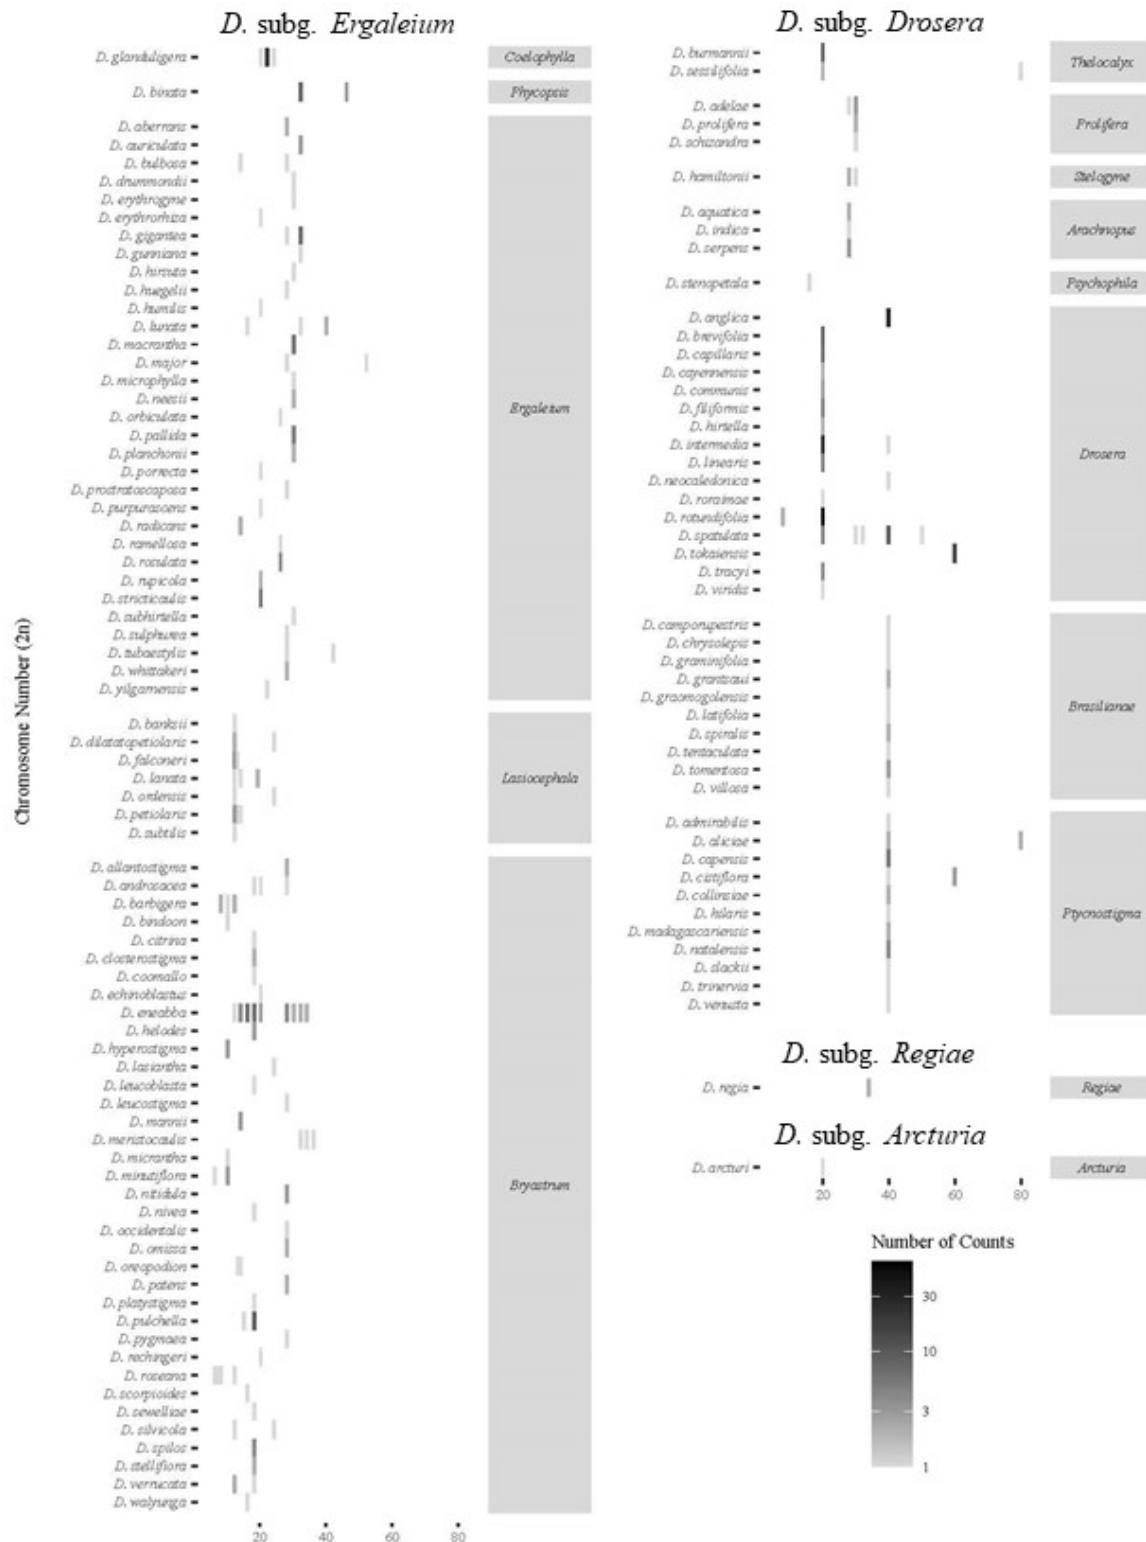 D. subg. Ergaleium
D. glanduligera
Coelophylla
D. binata
Phycopsis
D. aberrans
D. auriculata
D. bulbosa
D. drummondii
D. erythrogyne
D. erythrorhiza
D. gigantea
D. gunniana
D. hirsuta
D. huegelii
D. humilis
D. lunata
D. macrantha
D. major
D. microphylla
D. neesii
D. orbiculata
D. pallida
D. planchonii
D. porrecta
D. prostratoscaposa
D. purpurascens
D. radicans
D. ramellosa
D. rosulata
D. rupicola
D. stricticaulis
D. subhirtella
D. sulphurea
D. tubaestylis
D. whittakeri
D. yilgarnensis
Ergaleium
D. banksii
D. dilatatopetiolaris
D. falconeri
D. lanata
D. ordensis
D. petiolaris
D. subtilis
Lasiocephala
D. allantostigma
D. androsacea
D. barbigera
D. bindoon
D. citrina
D. closterostigma
D. coomallo
D. echinoblastus
D. eneabba
D. helodes
D. hyperostigma
D. lasiantha
D. leucoblasta
D. leucostigma
D. mannii
D. meristocaulis
D. micrantha
D. minutiflora
D. nitidula
D. nivea
D. occidentalis
D. omissa
D. oreopodion
D. patens
D. platystigma
D. pulchella
D. pygmaea
D. rechingeri
D. roseana
D. scorpioides
D. sewelliae
D. silvicola
D. spilos
D. stelliflora
D. verrucata
D. walyunga
Bryastrum
20 40 60 80
Chromosome Number (2n)
D. subg. Drosera
D. burmannii
D. sessilifolia
Thelocalyx
D. adelae
D. prolifera
D. schizandra
Prolifera
D. hamiltonii
Stelogyne
D. aquatica
D. indica
D. serpens
Arachnopus
D. stenopetala
Psychophila
D. anglica
D. brevifolia
D. capillaris
D. cayennensis
D. communis
D. filiformis
D. hirtella
D. intermedia
D. linearis
D. neocaledonica
D. roraimae
D. rotundifolia
D. spatulata
D. tokaiensis
D. tracyi
D. viridis
Drosera
D. camporupestris
D. chrysolepis
D. graminifolia
D. grantsaui
D. graomogolensis
D. latifolia
D. spiralis
D. tentaculata
D. tomentosa
D. villosa
Brasilianae
D. admirabilis
D. aliciae
D. capensis
D. cistiflora
D. collinsiae
D. hilaris
D. madagascariensis
D. natalensis
D. slackii
D. trinervia
D. venusta
Ptycnostigma
D. subg. Regiae
D. regia
Regiae
D. subg. Arcturia
D. arcturi
Arcturia
20 40 60 80
Number of Counts
30
10
3
1